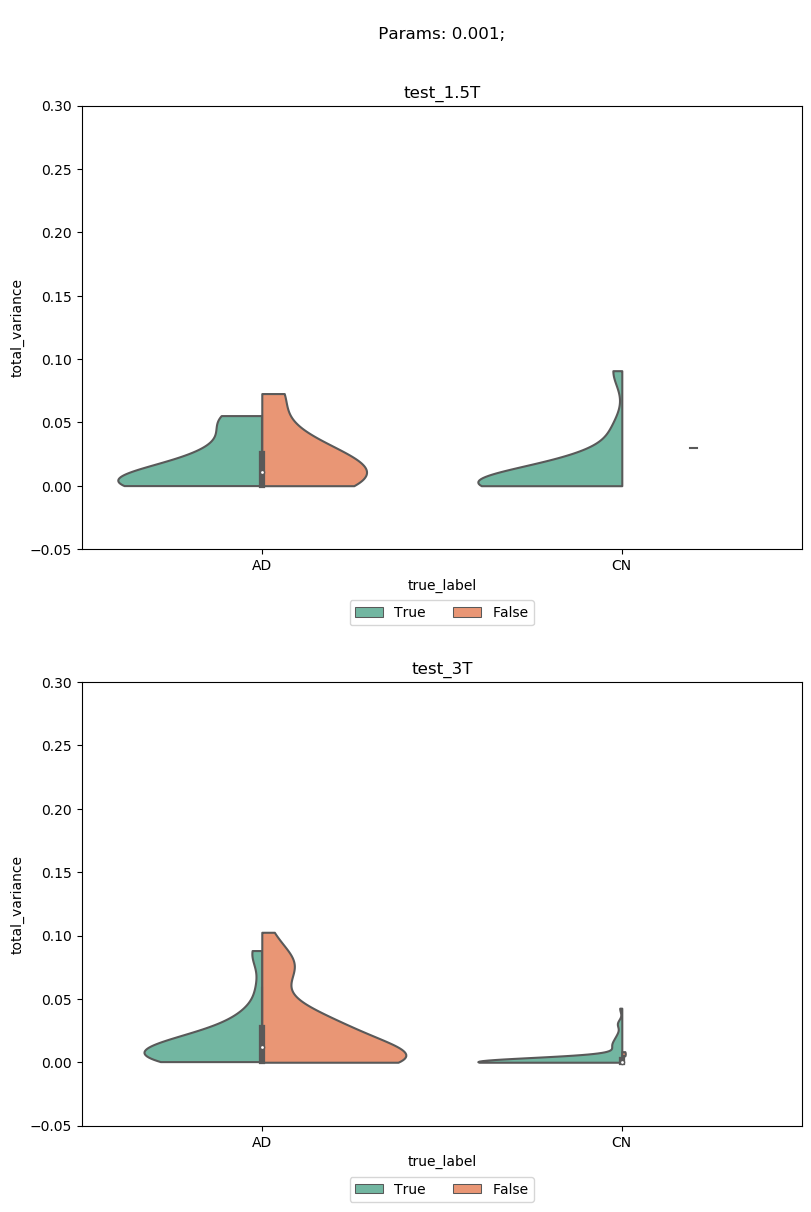 Params: 0.001;
test_1.5T
0.30
0.25
0.20
0.15
0.10
0.05
0.00
−0.05
total_variance
AD CN
true_label
True False
test_3T
0.30
0.25
0.20
0.15
0.10
0.05
0.00
−0.05
total_variance
AD CN
true_label
True False